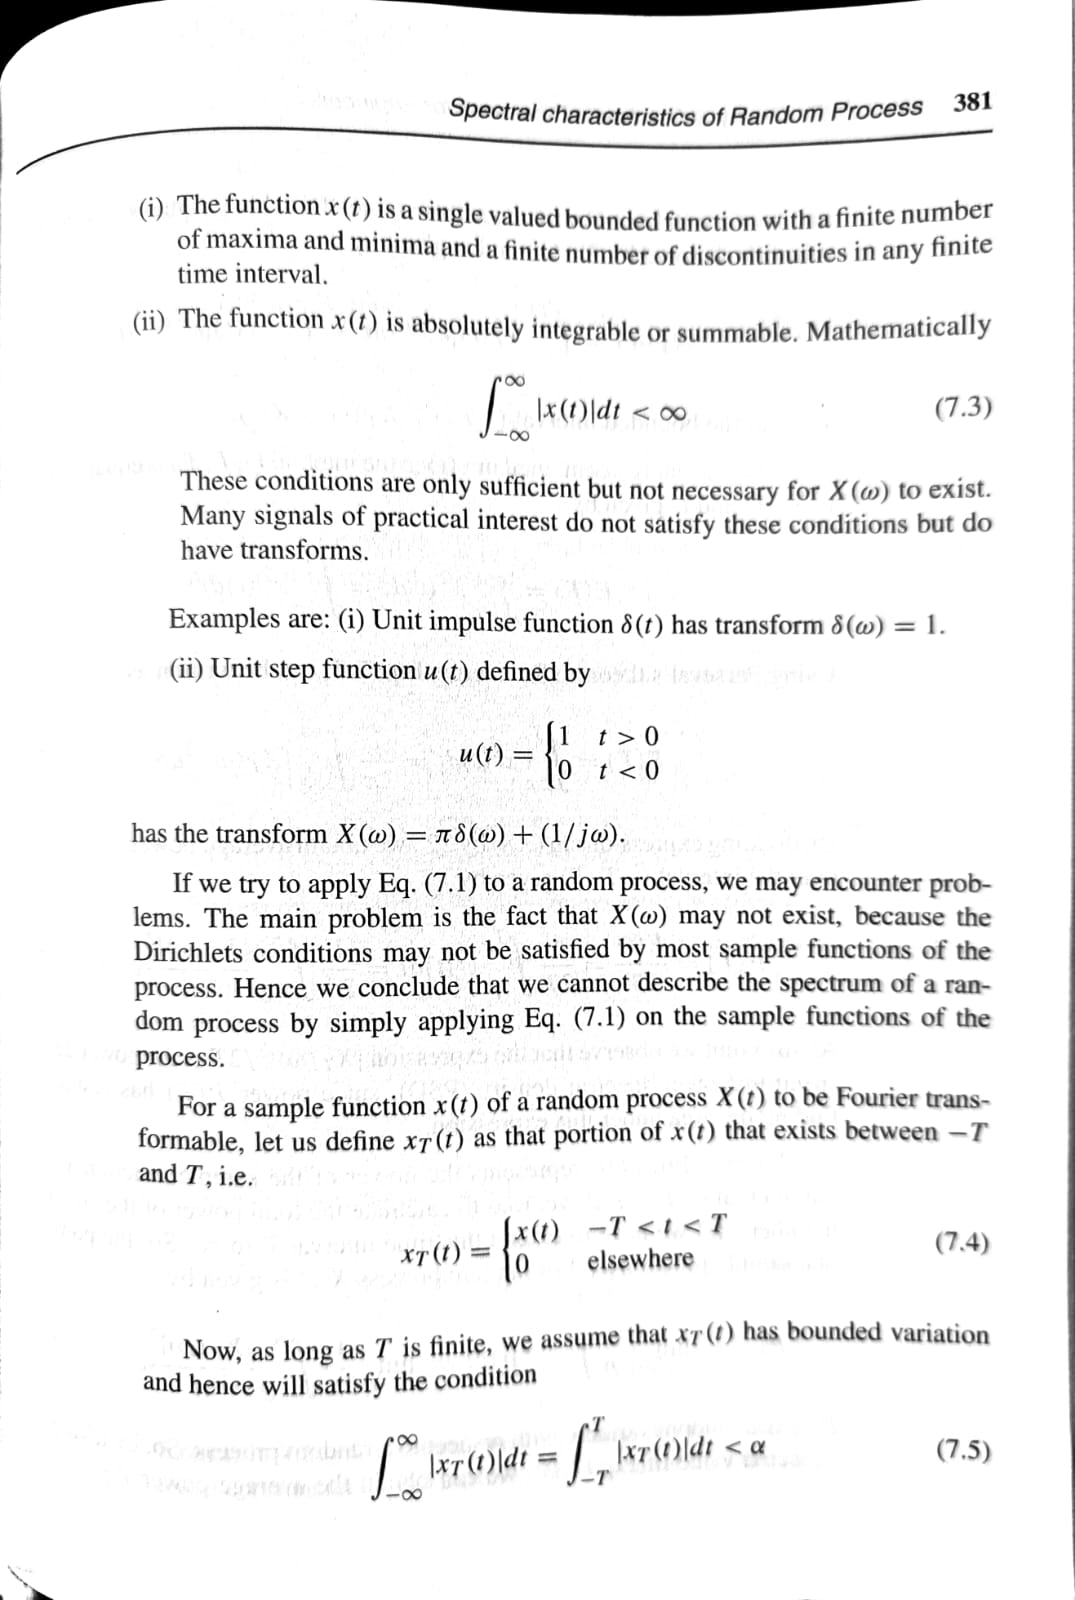 Spectral characteristics of Random Process 381
(i) The function x(t) is a single valued bounded function with a finite number
of maxima and minima and a finite number of discontinuities in any finite
time interval.
(ii) The function x(t) is absolutely integrable or summable. Mathematically
∫_{-∞}^{∞} |x(t)|dt < ∞ (7.3)
These conditions are only sufficient but not necessary for X(ω) to exist.
Many signals of practical interest do not satisfy these conditions but do
have transforms.
Examples are: (i) Unit impulse function δ(t) has transform δ(ω) = 1.
(ii) Unit step function u(t) defined by
u(t) = { 1 t > 0
0 t < 0
has the transform X(ω) = πδ(ω) + (1/jω).
If we try to apply Eq. (7.1) to a random process, we may encounter prob-
lems. The main problem is the fact that X(ω) may not exist, because the
Dirichlets conditions may not be satisfied by most sample functions of the
process. Hence we conclude that we cannot describe the spectrum of a ran-
dom process by simply applying Eq. (7.1) on the sample functions of the
process.
For a sample function x(t) of a random process X(t) to be Fourier trans-
formable, let us define x_T(t) as that portion of x(t) that exists between −T
and T, i.e.
x_T(t) = { x(t) −T < t < T
0 elsewhere (7.4)
Now, as long as T is finite, we assume that x_T(t) has bounded variation
and hence will satisfy the condition
∫_{-∞}^{∞} |x_T(t)|dt = ∫_{-T}^{T} |x_T(t)|dt < α (7.5)